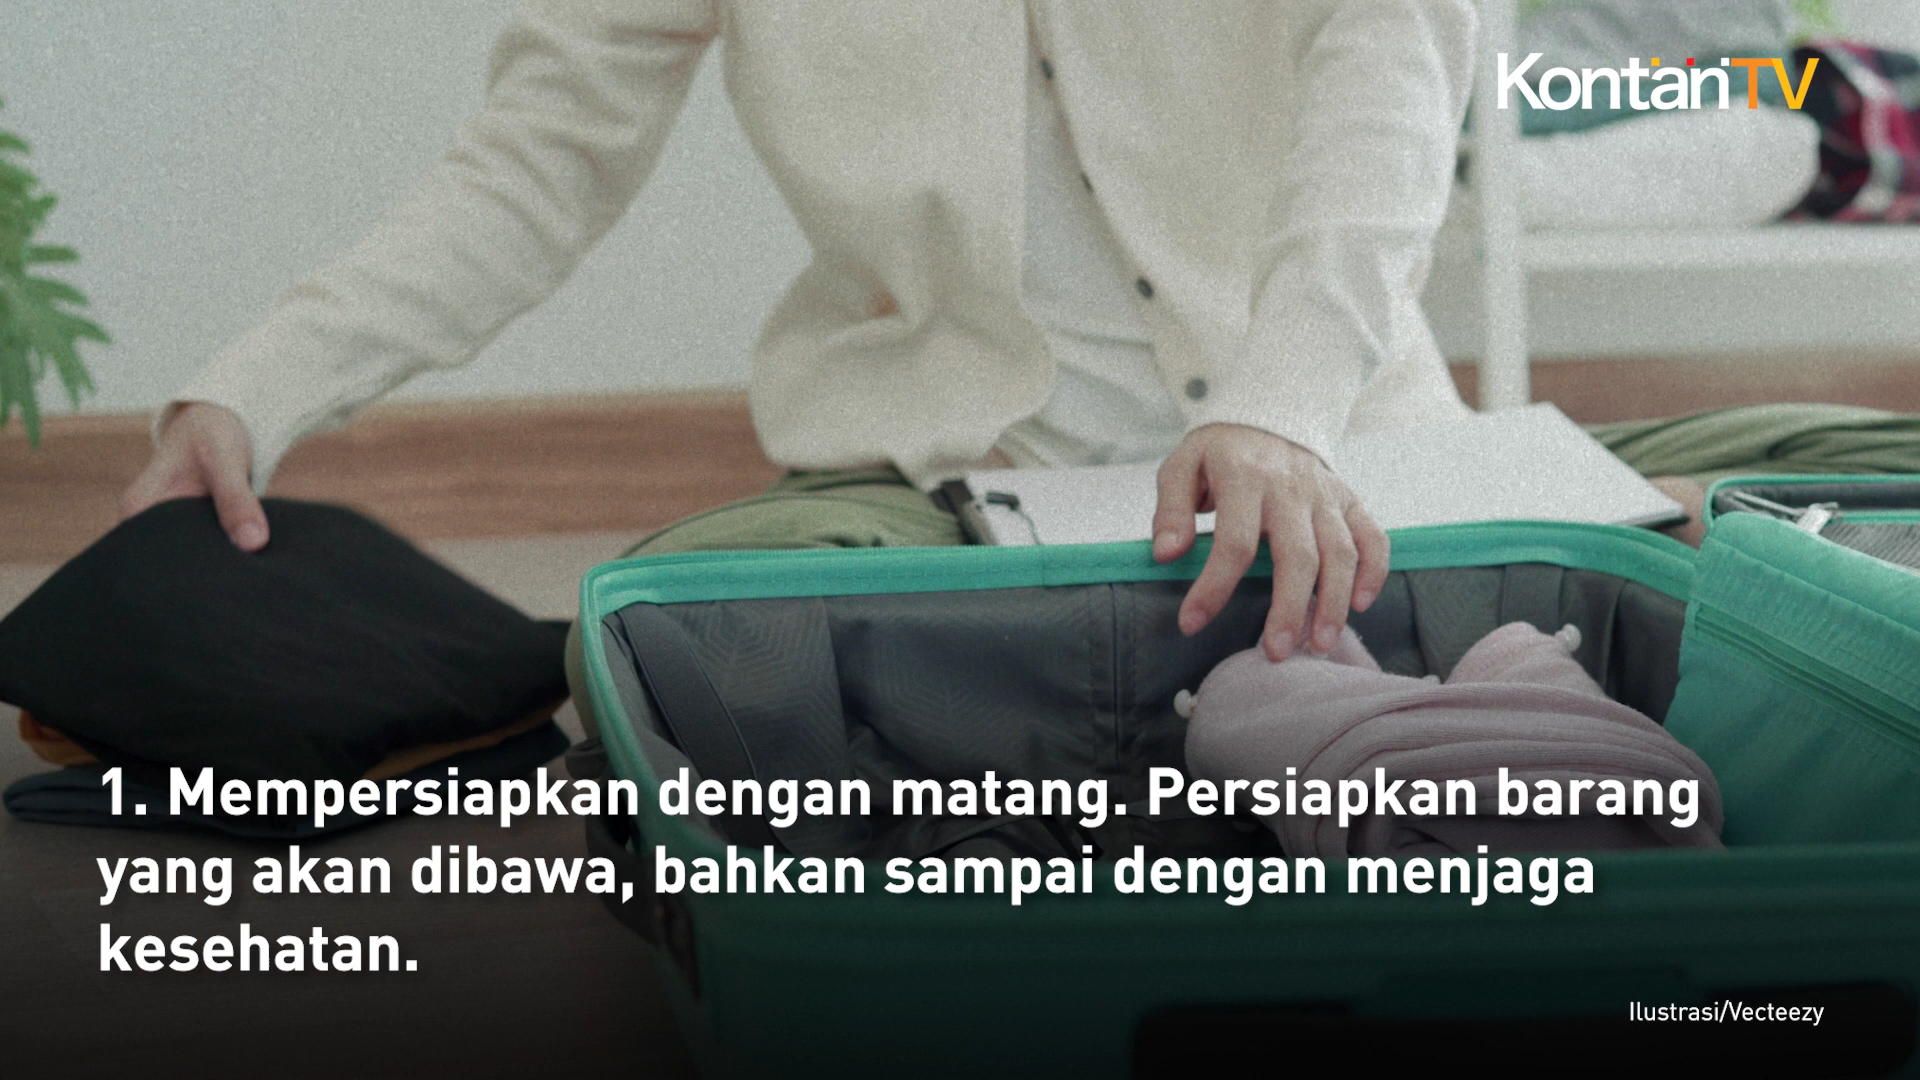 KontanTV
1. Mempersiapkan dengan matang. Persiapkan barang
yang akan dibawa, bahkan sampai dengan menjaga
kesehatan.
Ilustrasi/Vecteezy